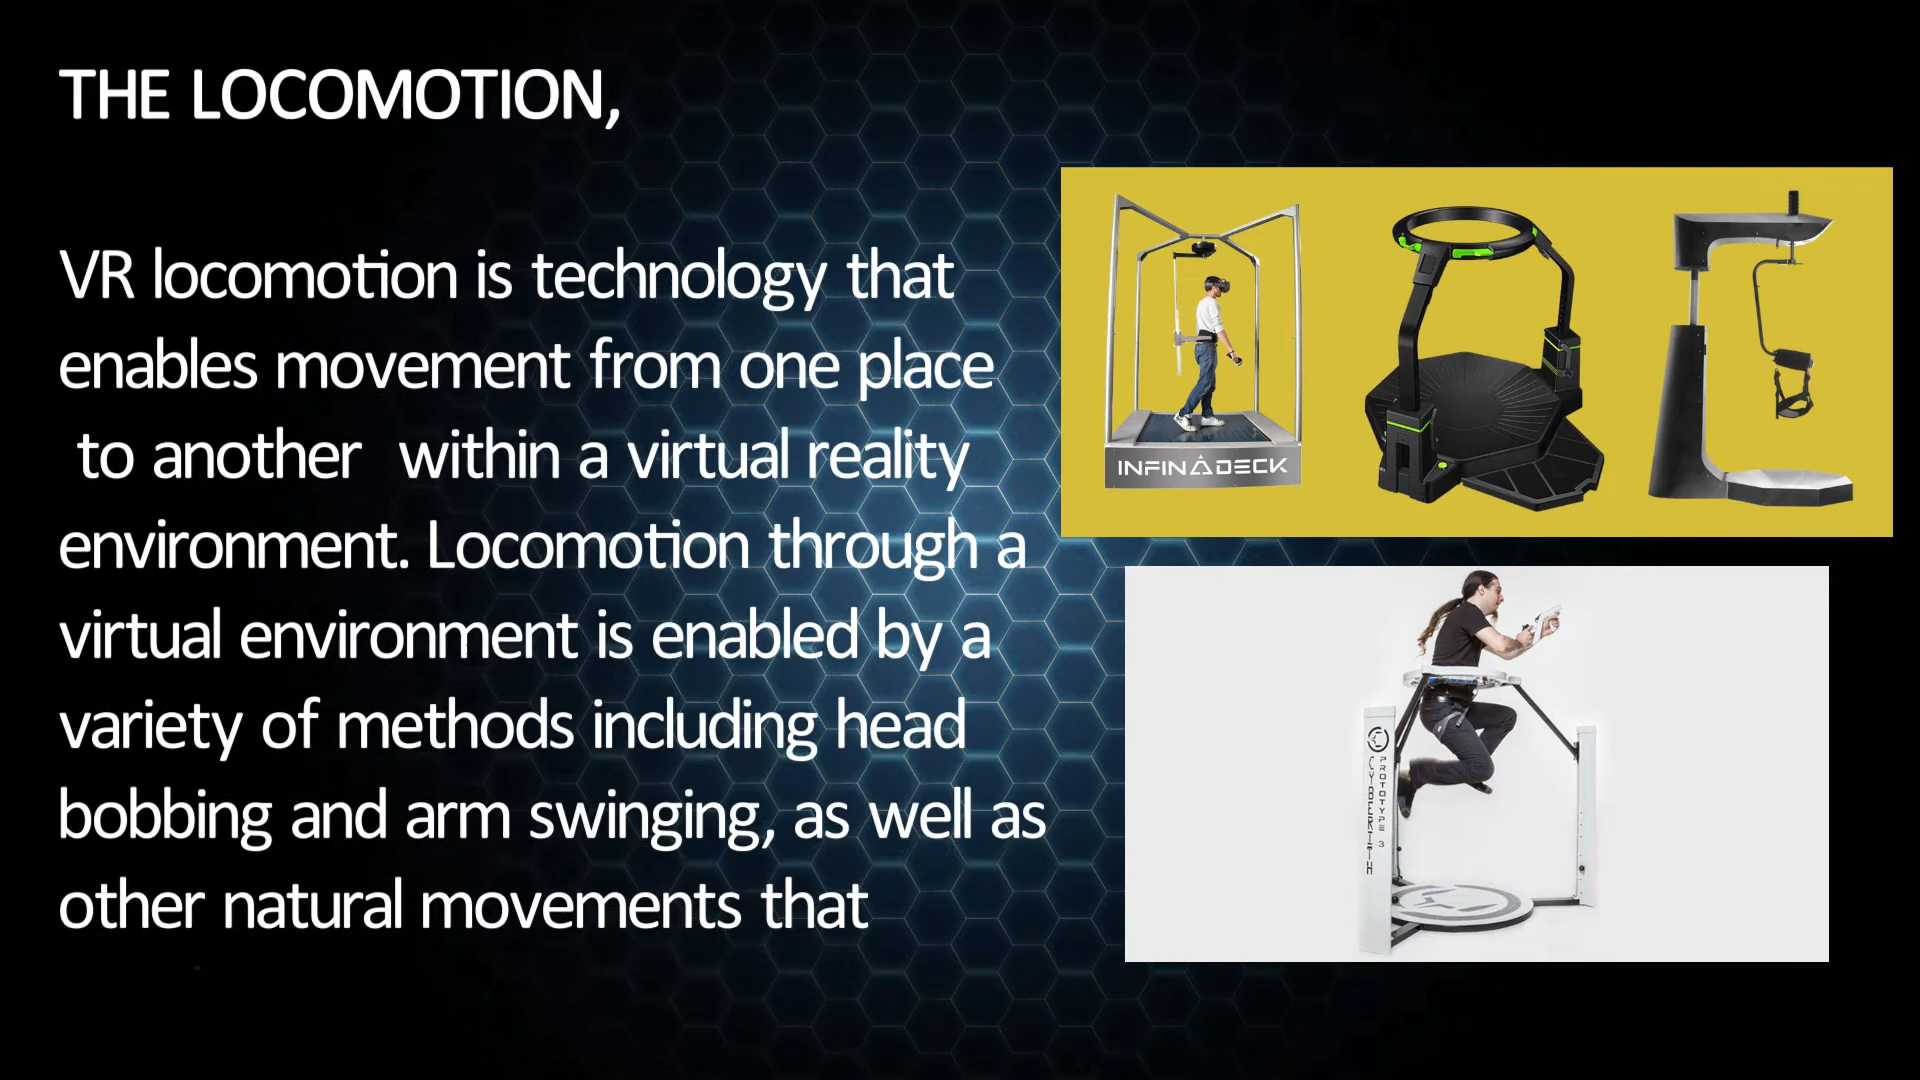 THE LOCOMOTION,
VR locomotion is technology that
enables movement from one place
to another within a virtual reality
environment. Locomotion through a
virtual environment is enabled by a
variety of methods including head
bobbing and arm swinging, as well as
other natural movements that
INFINADECK
PROTOTYPE 3
CYBERITH